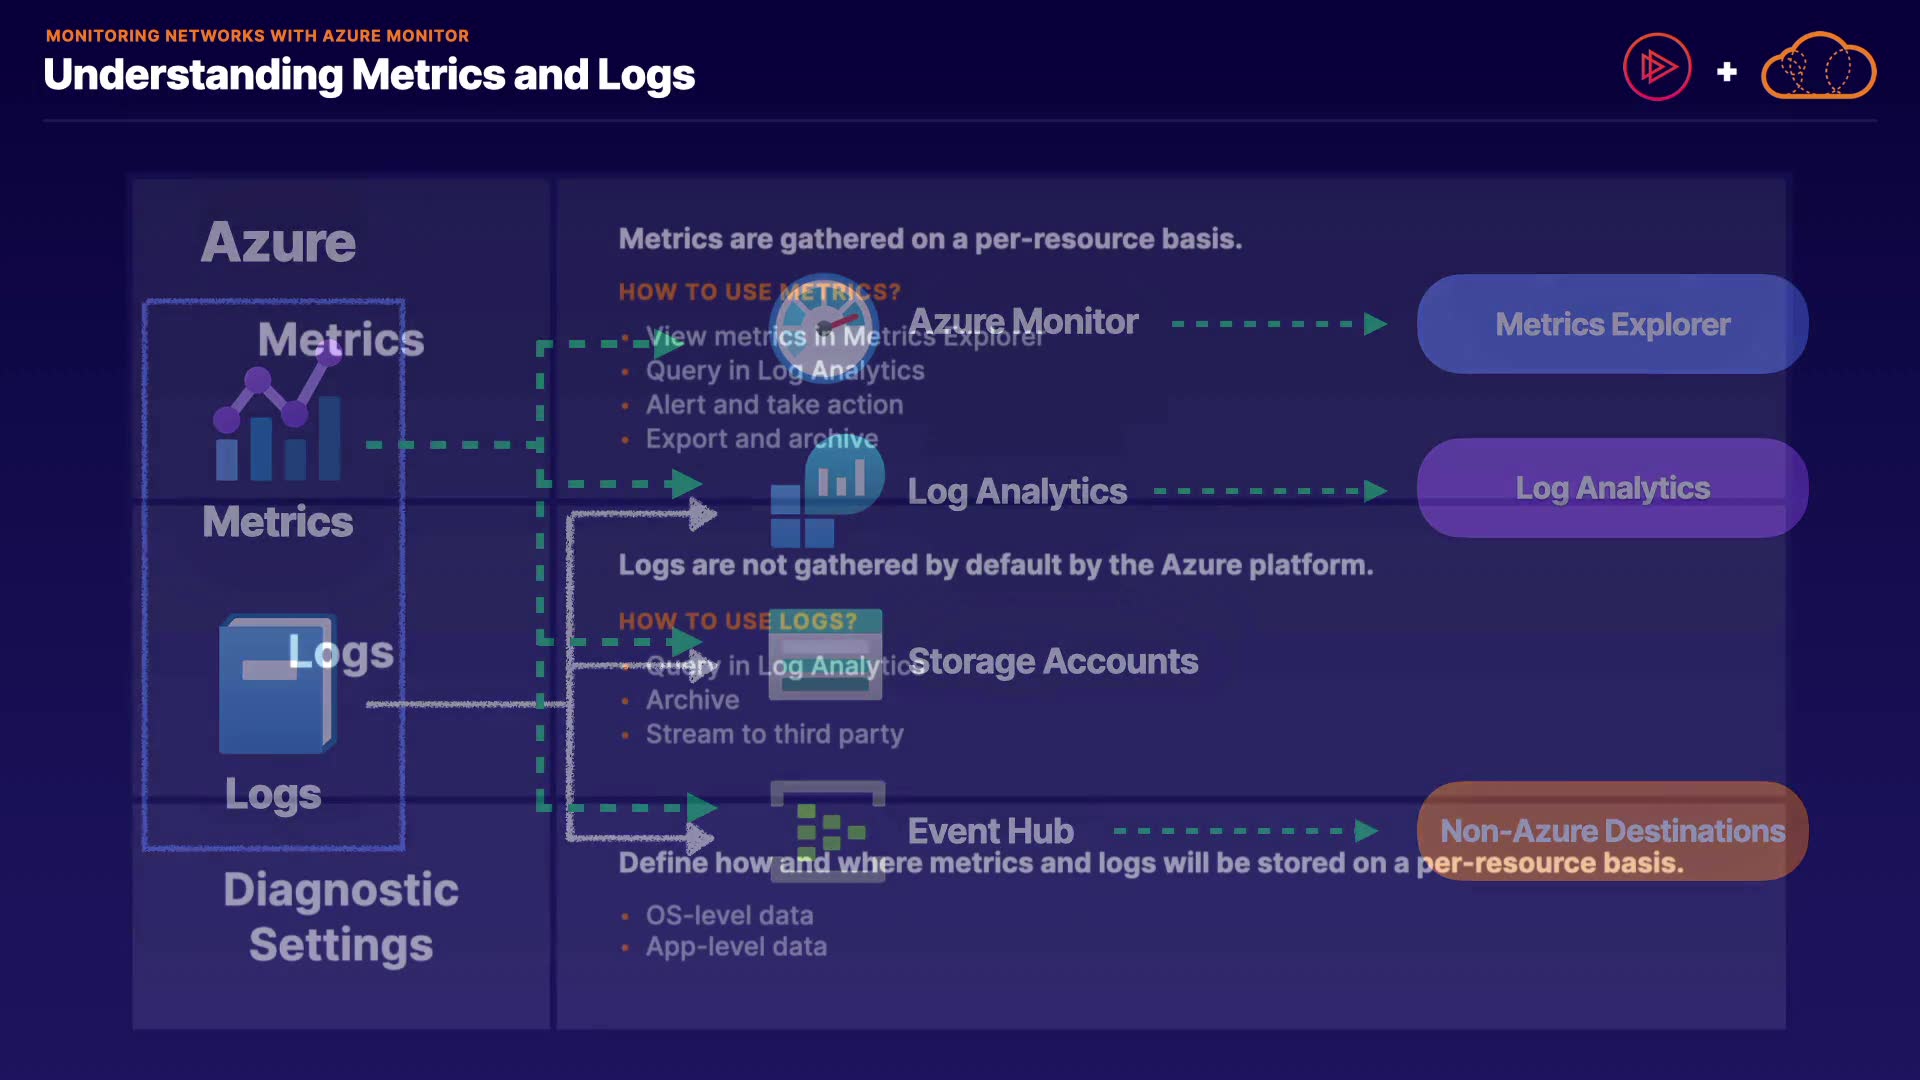 MONITORING NETWORKS WITH AZURE MONITOR
Understanding Metrics and Logs
Azure
Metrics
Metrics
Logs
Logs
Azure Monitor
Metrics Explorer
Log Analytics
Log Analytics
Storage Accounts
Event Hub
Non-Azure Destinations
Metrics are gathered on a per-resource basis.
HOW TO USE METRICS?
• View metrics in Metrics Explorer
• Query in Log Analytics
• Alert and take action
• Export and archive
Logs are not gathered by default by the Azure platform.
HOW TO USE LOGS?
• Query in Log Analytics
• Archive
• Stream to third party
Diagnostic
Settings
Define how and where metrics and logs will be stored on a per-resource basis.
• OS-level data
• App-level data